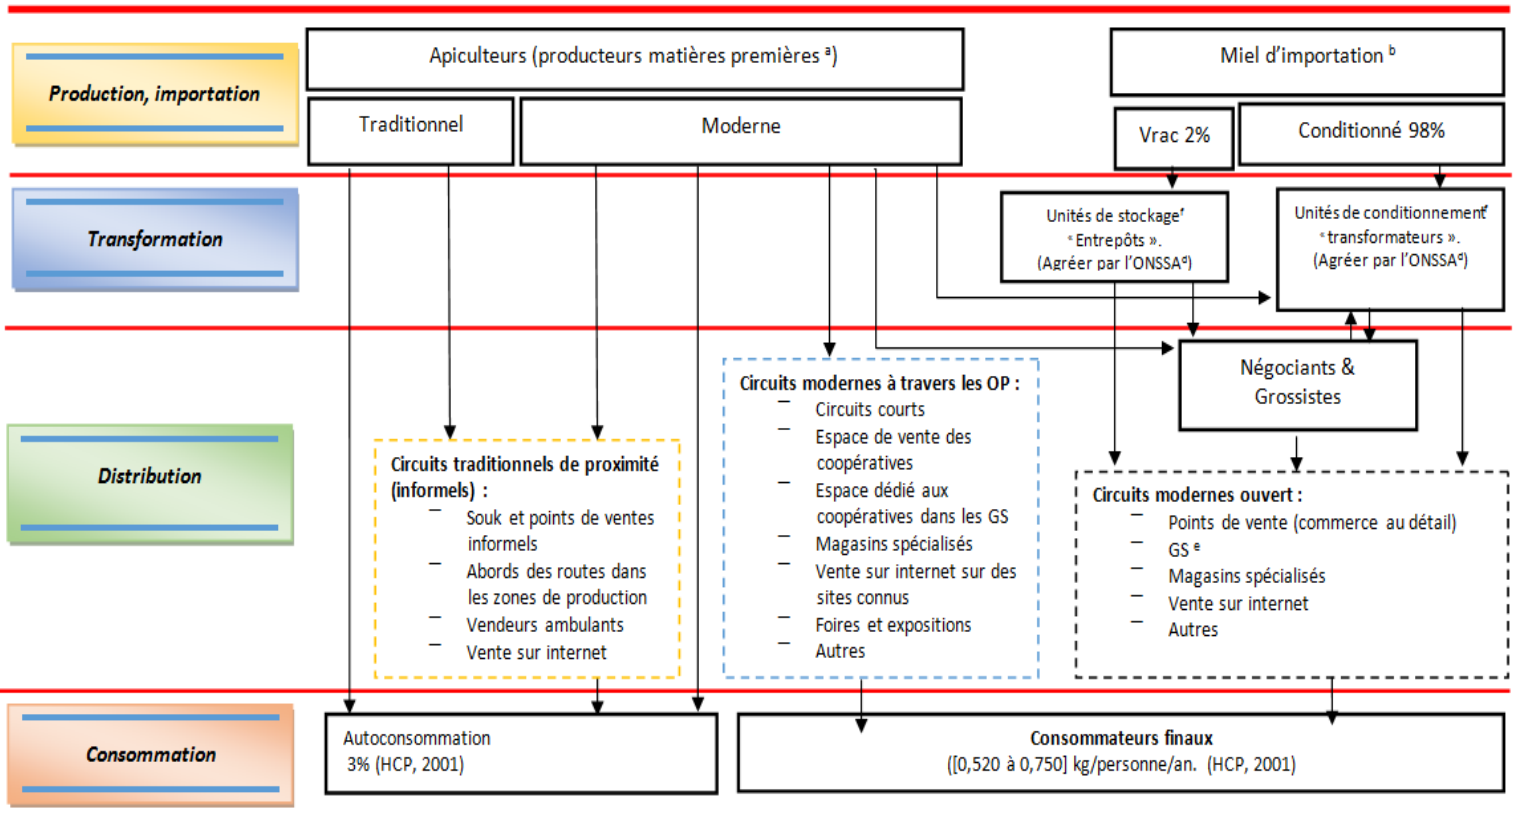 Production, importation
Apiculteurs (producteurs matières premières ᵃ)
Traditionnel
Moderne
Miel d'importation ᵇ
Vrac 2%
Conditionné 98%
Transformation
Unités de stockageᶠ
ᶜ Entrepôts ».
(Agréer par l'ONSSAᵈ)
Unités de conditionnementᶠ
ᶜ transformateurs ».
(Agréer par l'ONSSAᵈ)
Distribution
Circuits traditionnels de proximité
(informels) :
– Souk et points de ventes
informels
– Abords des routes dans
les zones de production
– Vendeurs ambulants
– Vente sur internet
Circuits modernes à travers les OP :
– Circuits courts
– Espace de vente des
coopératives
– Espace dédié aux
coopératives dans les GS
– Magasins spécialisés
– Vente sur internet sur des
sites connus
– Foires et expositions
– Autres
Négociants &
Grossistes
Circuits modernes ouvert :
– Points de vente (commerce au détail)
– GS ᵉ
– Magasins spécialisés
– Vente sur internet
– Autres
Consommation
Autoconsommation
3% (HCP, 2001)
Consommateurs finaux
([0,520 à 0,750] kg/personne/an. (HCP, 2001)